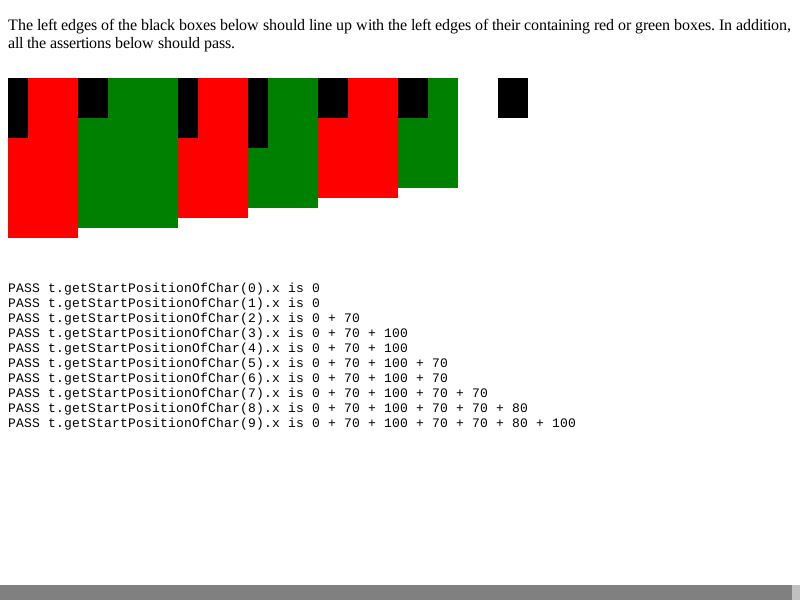 The left edges of the black boxes below should line up with the left edges of their containing red or green boxes. In addition,
all the assertions below should pass.
PASS t.getStartPositionOfChar(0).x is 0
PASS t.getStartPositionOfChar(1).x is 0
PASS t.getStartPositionOfChar(2).x is 0 + 70
PASS t.getStartPositionOfChar(3).x is 0 + 70 + 100
PASS t.getStartPositionOfChar(4).x is 0 + 70 + 100
PASS t.getStartPositionOfChar(5).x is 0 + 70 + 100 + 70
PASS t.getStartPositionOfChar(6).x is 0 + 70 + 100 + 70
PASS t.getStartPositionOfChar(7).x is 0 + 70 + 100 + 70 + 70
PASS t.getStartPositionOfChar(8).x is 0 + 70 + 100 + 70 + 70 + 80
PASS t.getStartPositionOfChar(9).x is 0 + 70 + 100 + 70 + 70 + 80 + 100